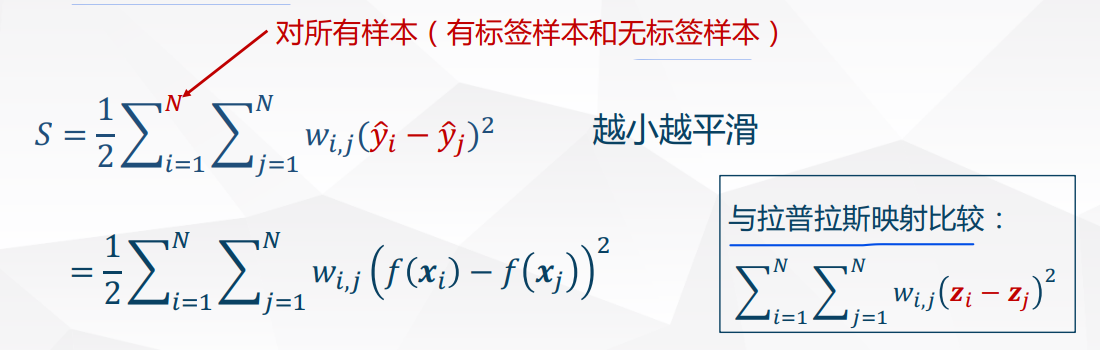 对所有样本（有标签样本和无标签样本）
$S = \frac{1}{2}\sum_{i=1}^{N}\sum_{j=1}^{N} w_{i,j}(\hat{y}_i - \hat{y}_j)^2$ 越小越平滑
$= \frac{1}{2}\sum_{i=1}^{N}\sum_{j=1}^{N} w_{i,j}\left(f(\boldsymbol{x}_i) - f(\boldsymbol{x}_j)\right)^2$
与拉普拉斯映射比较：
$\sum_{i=1}^{N}\sum_{j=1}^{N} w_{i,j}(\boldsymbol{z}_i - \boldsymbol{z}_j)^2$